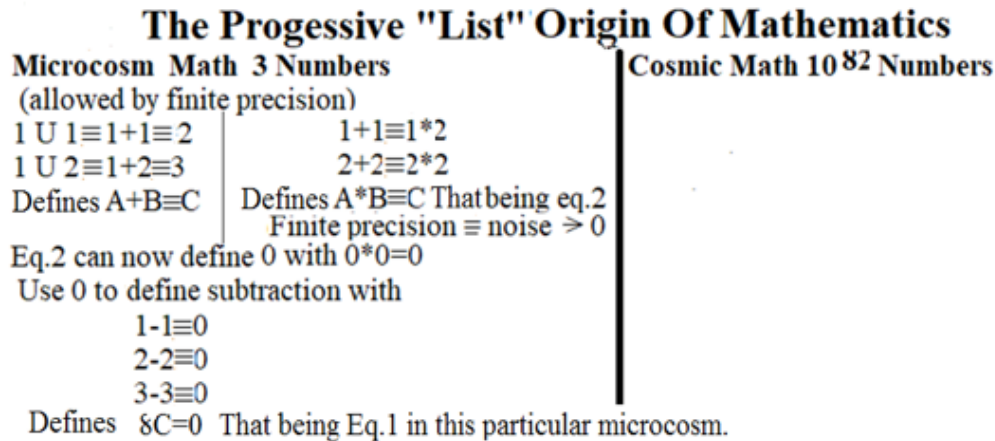 The Progessive "List" Origin Of Mathematics
Microcosm Math 3 Numbers
Cosmic Math 10 82 Numbers
(allowed by finite precision)
1 U 1≡1+1≡2
1+1≡1*2
1 U 2≡1+2≡3
2+2≡2*2
Defines A+B≡C
Defines A*B≡C That being eq.2
Finite precision ≡ noise > 0
Eq.2 can now define 0 with 0*0=0
Use 0 to define subtraction with
1-1≡0
2-2≡0
3-3≡0
Defines δC=0 That being Eq.1 in this particular microcosm.